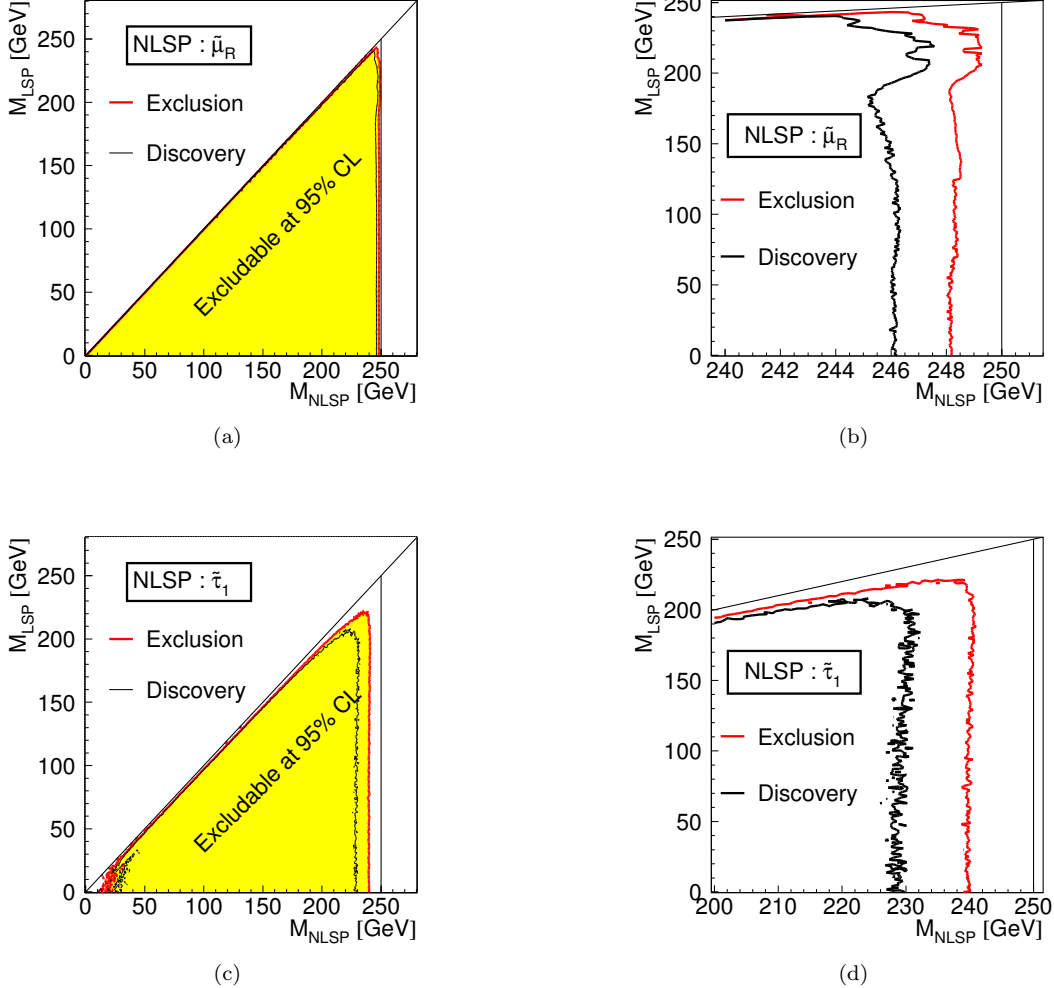 M_LSP [GeV]
300
250
200
150
100
50
0
NLSP : μ̃_R
Exclusion
Discovery
Excludable at 95% CL
0 50 100 150 200 250
M_NLSP [GeV]
(a)
M_LSP [GeV]
250
200
150
100
50
0
NLSP : μ̃_R
Exclusion
Discovery
240 242 244 246 248 250
M_NLSP [GeV]
(b)
M_LSP [GeV]
250
200
150
100
50
0
NLSP : τ̃_1
Exclusion
Discovery
Excludable at 95% CL
0 50 100 150 200 250
M_NLSP [GeV]
(c)
M_LSP [GeV]
250
200
150
100
50
0
NLSP : τ̃_1
Exclusion
Discovery
200 210 220 230 240 250
M_NLSP [GeV]
(d)